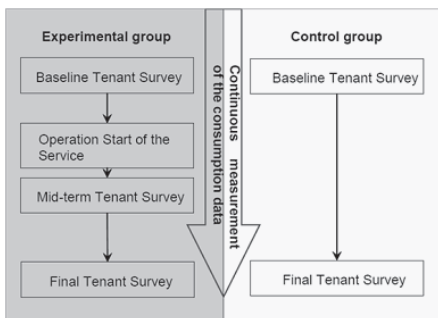 Experimental group
Baseline Tenant Survey
Operation Start of the
Service
Mid-term Tenant Survey
Final Tenant Survey
Continuous measurement
of the consumption data
Control group
Baseline Tenant Survey
Final Tenant Survey